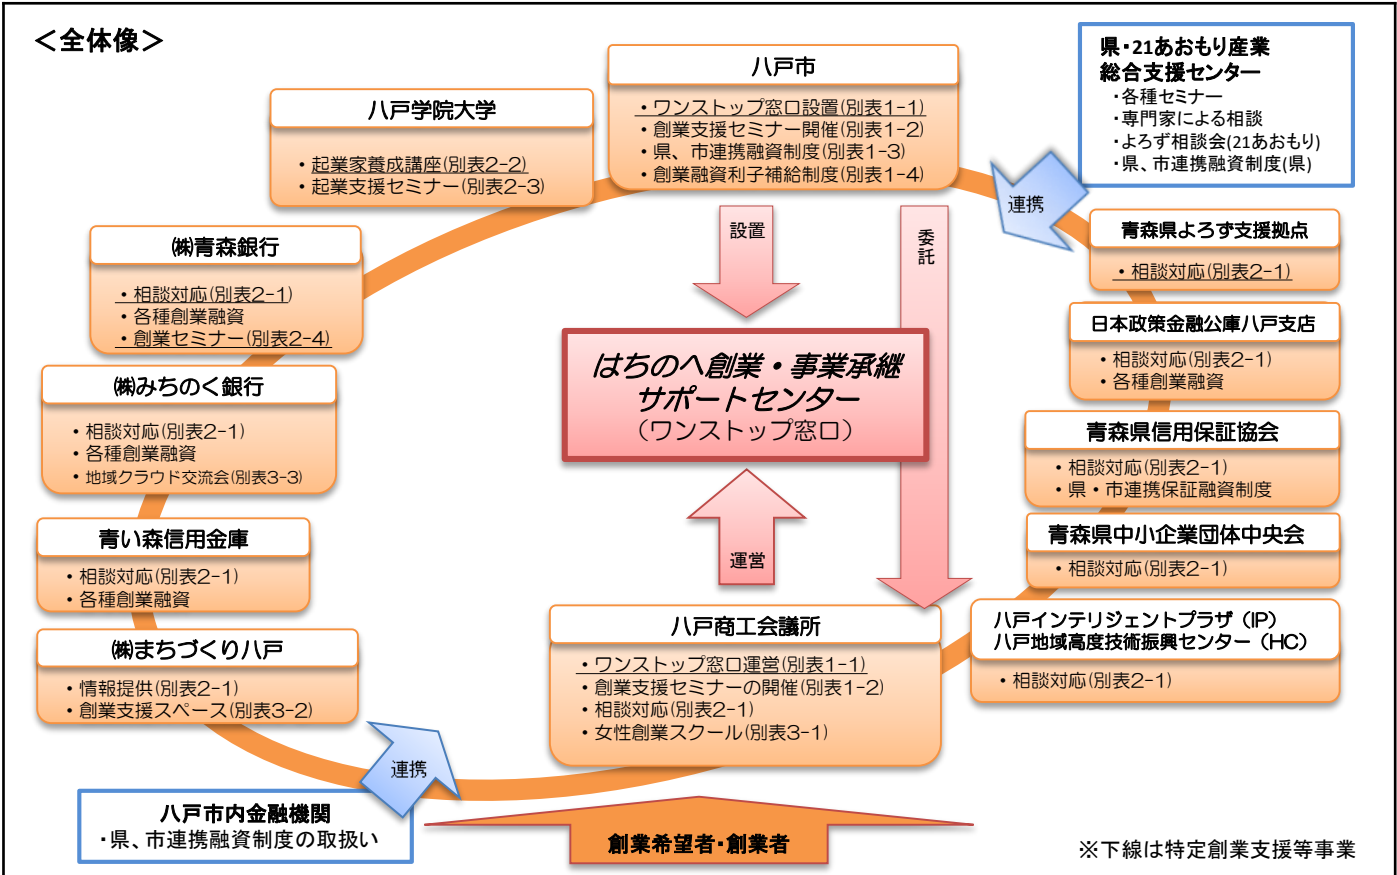 ＜全体像＞
八戸市
・ワンストップ窓口設置(別表1-1)
・創業支援セミナー開催(別表1-2)
・県、市連携融資制度(別表1-3)
・創業融資利子補給制度(別表1-4)
県・21あおもり産業
総合支援センター
・各種セミナー
・専門家による相談
・よろず相談会(21あおもり)
・県、市連携融資制度(県)
連携
八戸学院大学
・起業家養成講座(別表2-2)
・起業支援セミナー(別表2-3)
㈱青森銀行
・相談対応(別表2-1)
・各種創業融資
・創業セミナー(別表2-4)
㈱みちのく銀行
・相談対応(別表2-1)
・各種創業融資
・地域クラウド交流会(別表3-3)
青い森信用金庫
・相談対応(別表2-1)
・各種創業融資
㈱まちづくり八戸
・情報提供(別表2-1)
・創業支援スペース(別表3-2)
設置
委託
はちのへ創業・事業承継
サポートセンター
（ワンストップ窓口）
運営
青森県よろず支援拠点
・相談対応(別表2-1)
日本政策金融公庫八戸支店
・相談対応(別表2-1)
・各種創業融資
青森県信用保証協会
・相談対応(別表2-1)
・県・市連携保証融資制度
青森県中小企業団体中央会
・相談対応(別表2-1)
八戸インテリジェントプラザ（IP）
八戸地域高度技術振興センター（HC）
・相談対応(別表2-1)
八戸商工会議所
・ワンストップ窓口運営(別表1-1)
・創業支援セミナーの開催(別表1-2)
・相談対応(別表2-1)
・女性創業スクール(別表3-1)
連携
八戸市内金融機関
・県、市連携融資制度の取扱い
創業希望者・創業者
※下線は特定創業支援等事業